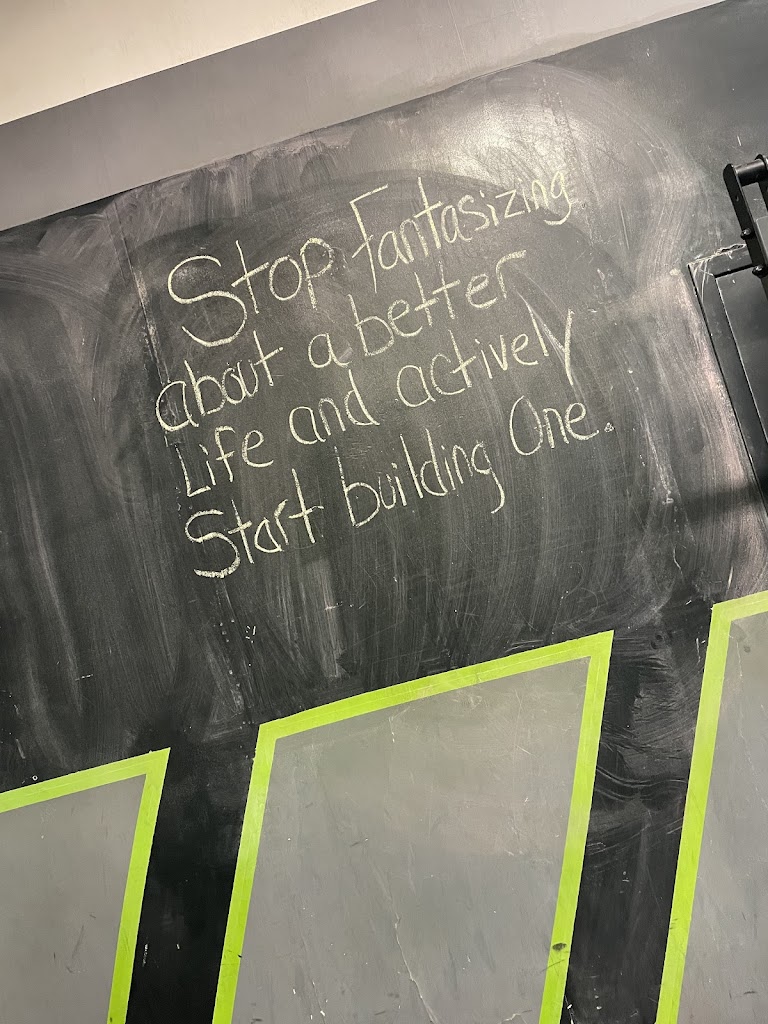 Stop Fantasizing
about a better
Life and actively
Start building One.